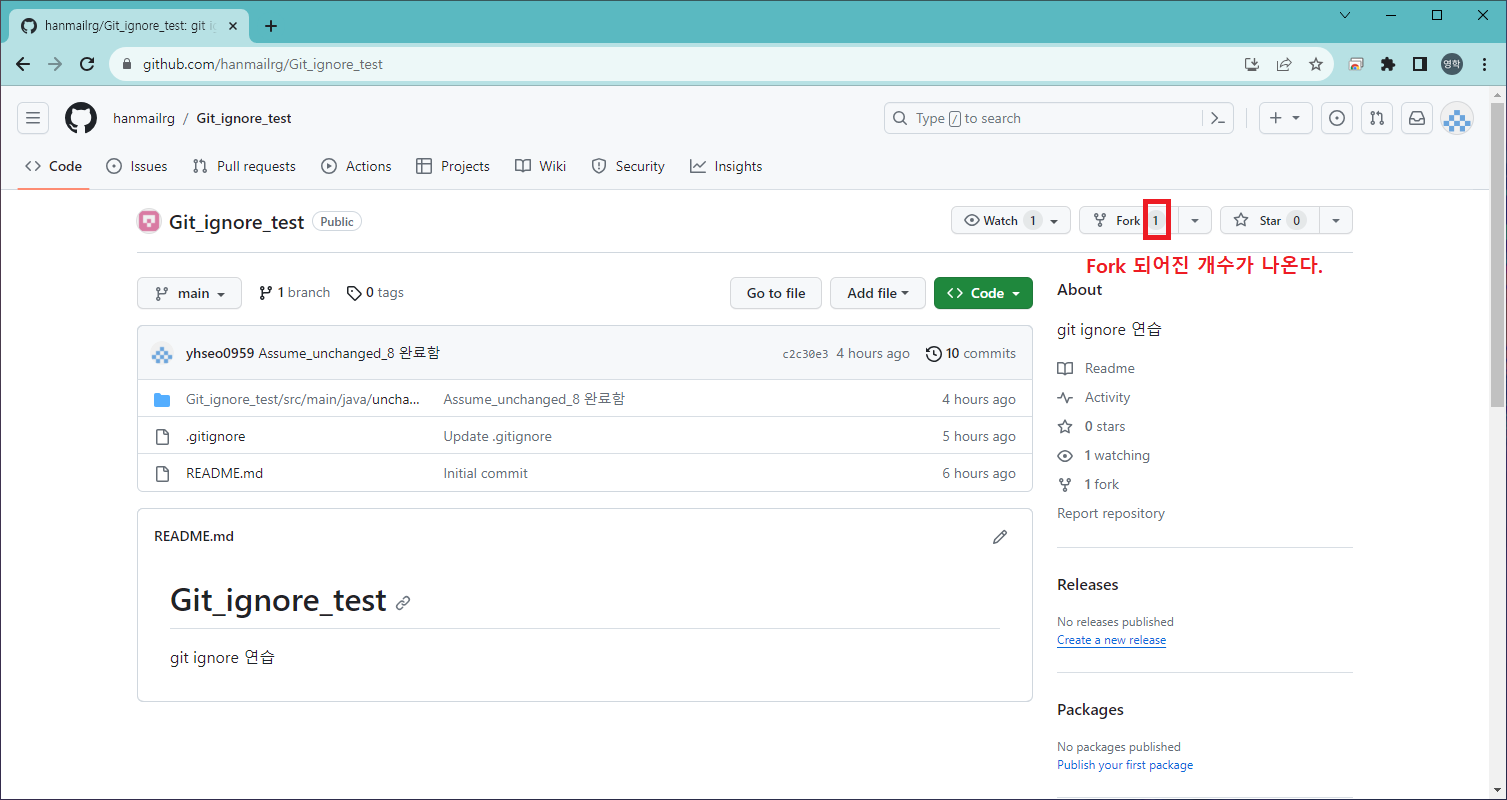 hanmailrg/Git_ignore_test: git ig
github.com/hanmailrg/Git_ignore_test
영학
hanmailrg / Git_ignore_test
Type / to search
Code Issues Pull requests Actions Projects Wiki Security Insights
Git_ignore_test Public
Watch 1 Fork 1 Star 0
Fork 되어진 개수가 나온다.
main 1 branch 0 tags Go to file Add file Code
yhseo0959 Assume_unchanged_8 완료함 c2c30e3 4 hours ago 10 commits
Git_ignore_test/src/main/java/uncha... Assume_unchanged_8 완료함 4 hours ago
.gitignore Update .gitignore 5 hours ago
README.md Initial commit 6 hours ago
README.md
Git_ignore_test
git ignore 연습
About
git ignore 연습
Readme
Activity
0 stars
1 watching
1 fork
Report repository
Releases
No releases published
Create a new release
Packages
No packages published
Publish your first package